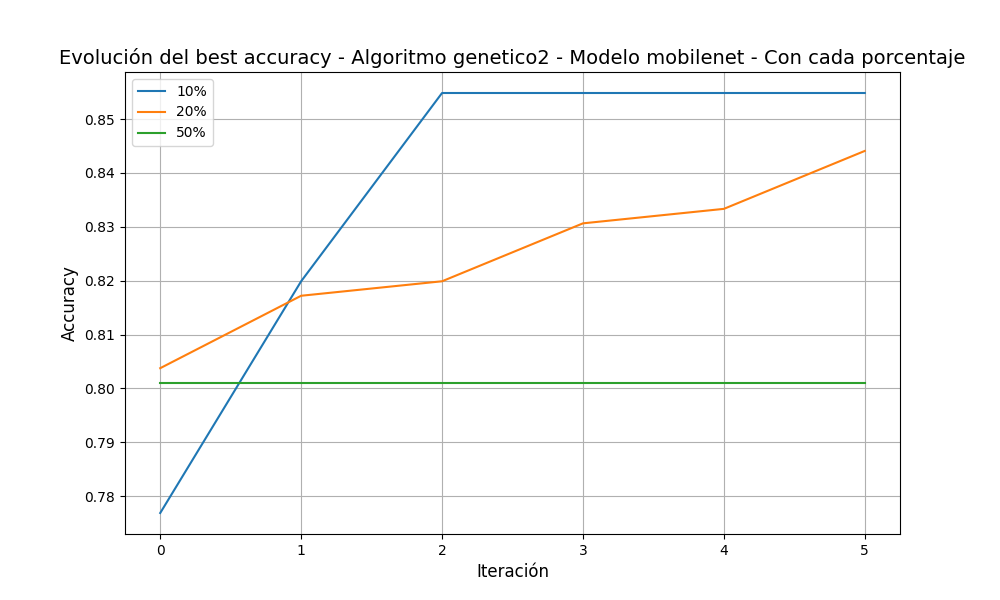 Evolución del best accuracy - Algoritmo genetico2 - Modelo mobilenet - Con cada porcentaje
10%
20%
50%
0.85
0.84
0.83
0.82
0.81
0.80
0.79
0.78
Accuracy
0 1 2 3 4 5
Iteración